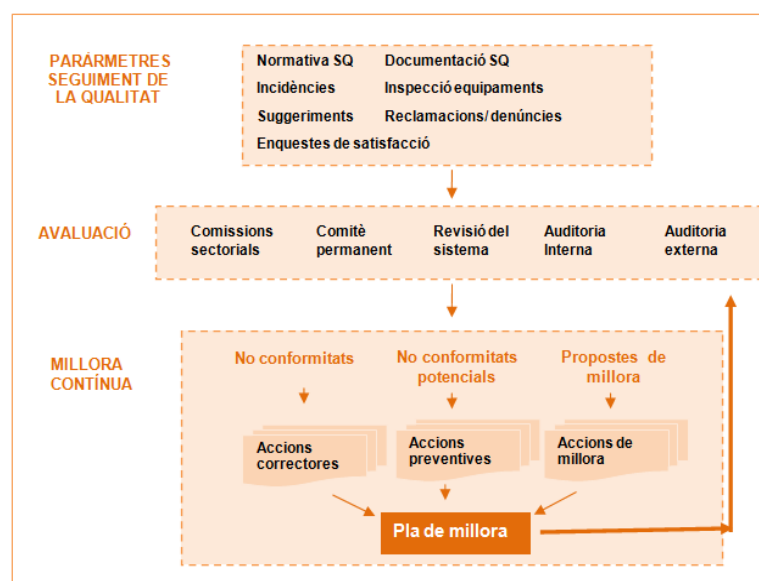 PARÀRMETRES
SEGUIMENT DE
LA QUALITAT
Normativa SQ Documentació SQ
Incidències Inspecció equipaments
Suggeriments Reclamacions/denúncies
Enquestes de satisfacció
AVALUACIÓ
Comissions
sectorials
Comitè
permanent
Revisió del
sistema
Auditoria
Interna
Auditoria
externa
MILLORA
CONTÍNUA
No conformitats
No conformitats
potencials
Propostes de
millora
Accions
correctores
Accions
preventives
Accions de
millora
Pla de millora